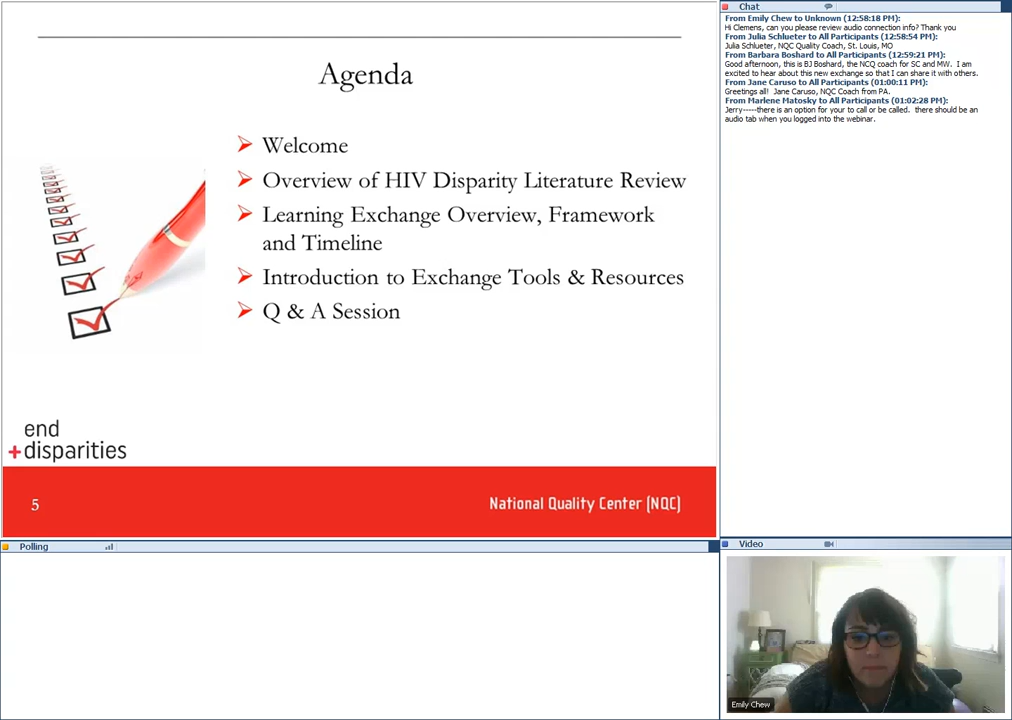 Agenda
Welcome
Overview of HIV Disparity Literature Review
Learning Exchange Overview, Framework
and Timeline
Introduction to Exchange Tools & Resources
Q & A Session
end
+disparities
5
National Quality Center (NQC)
Polling
Chat
From Emily Chew to Unknown (12:58:18 PM):
Hi Clemens, can you please review audio connection info? Thank you
From Julia Schlueter to All Participants (12:58:54 PM):
Julia Schlueter, NQC Quality Coach, St. Louis, MO
From Barbara Boshard to All Participants (12:59:21 PM):
Good afternoon, this is BJ Boshard, the NCQ coach for SC and MW. I am
excited to hear about this new exchange so that I can share it with others.
From Jane Caruso to All Participants (01:00:11 PM):
Greetings all! Jane Caruso, NQC Coach from PA.
From Marlene Matosky to All Participants (01:02:28 PM):
Jerry-----there is an option for your to call or be called. there should be an
audio tab when you logged into the webinar.
Video
Emily Chew